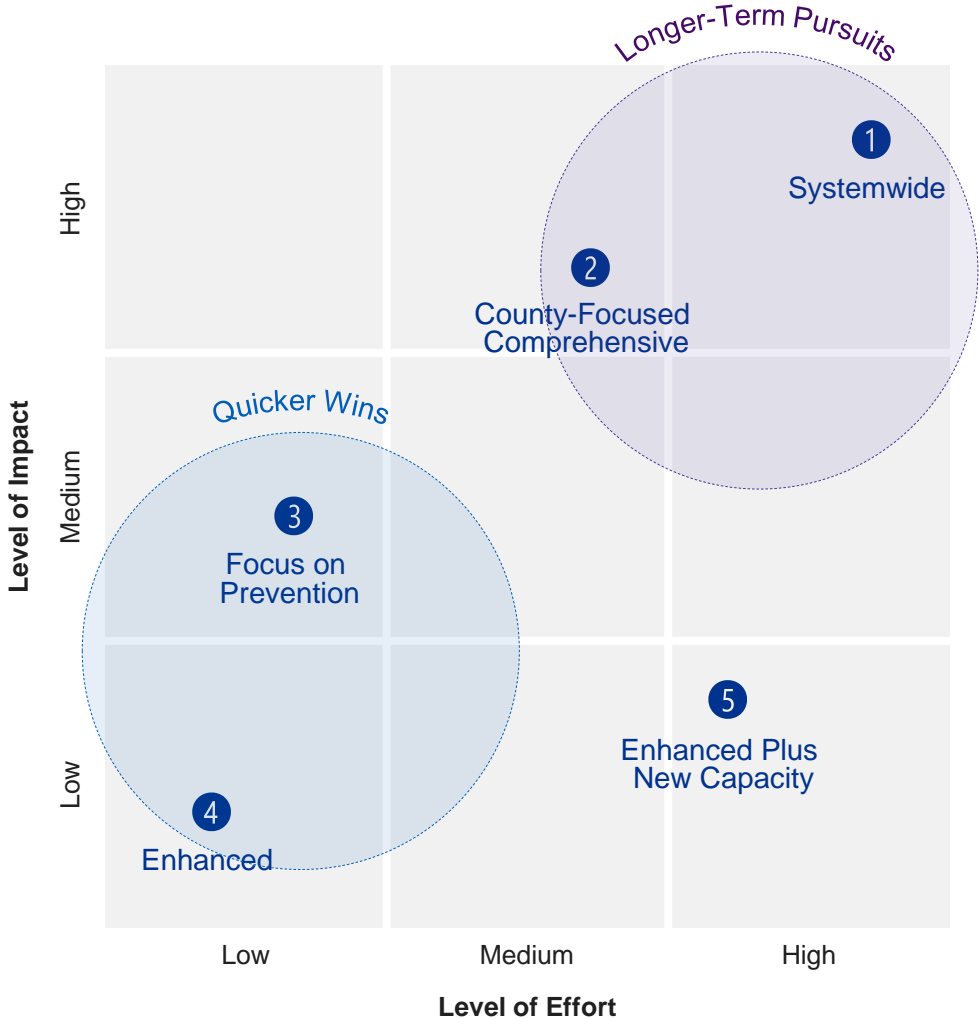 Longer-Term Pursuits
1
Systemwide
2
County-Focused
Comprehensive
Quicker Wins
3
Focus on
Prevention
4
Enhanced
5
Enhanced Plus
New Capacity
Level of Impact
High
Medium
Low
Low
Medium
High
Level of Effort